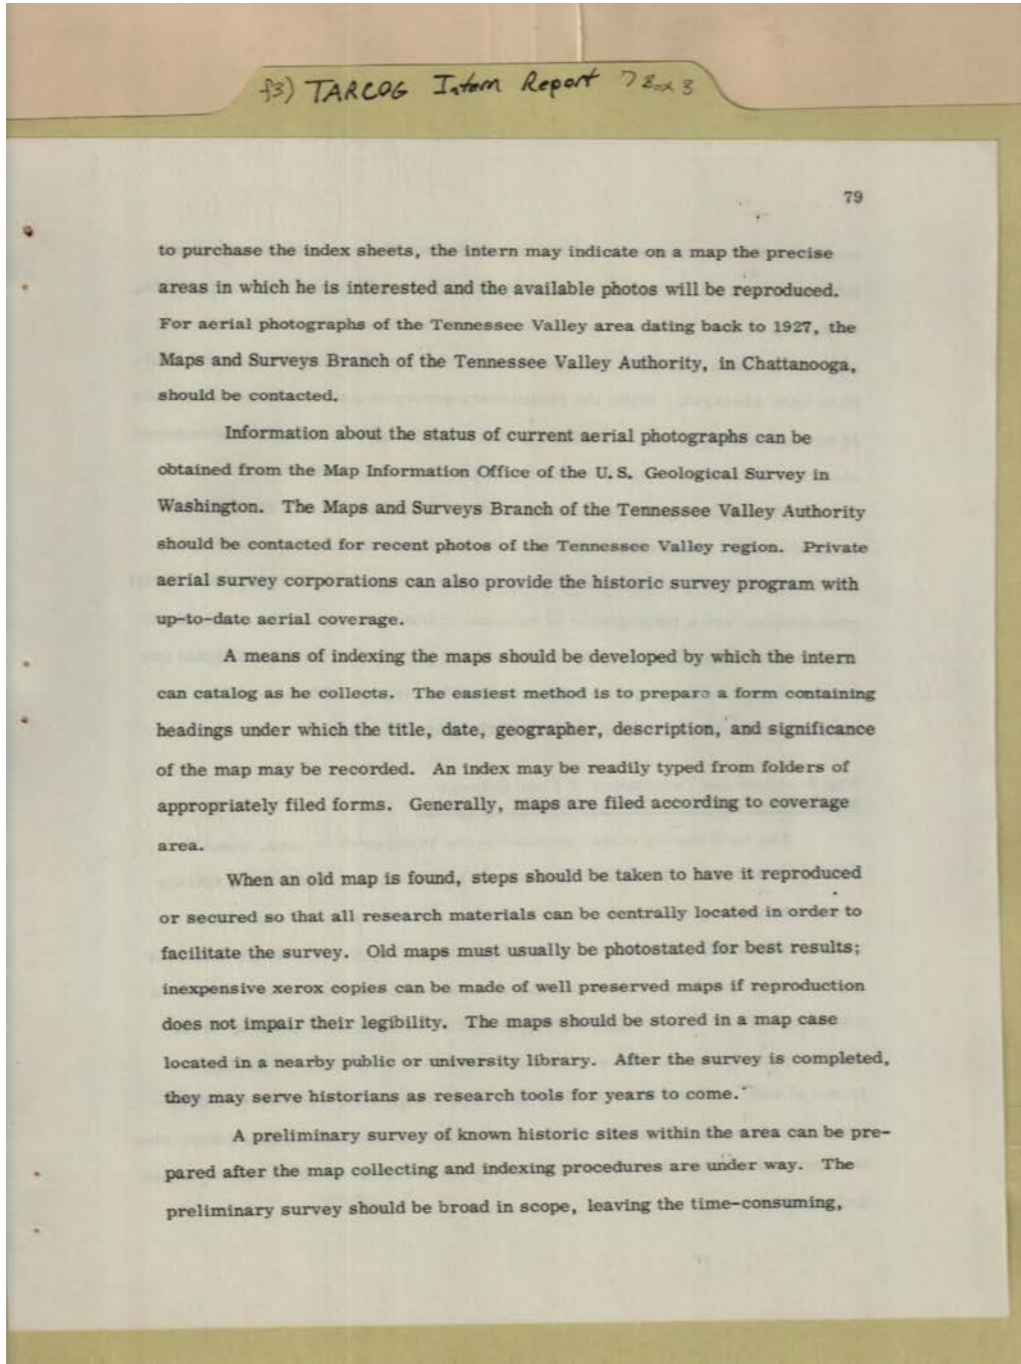 f3) TARCOG Intern Report 7 Box 3
79
to purchase the index sheets, the intern may indicate on a map the precise
areas in which he is interested and the available photos will be reproduced.
For aerial photographs of the Tennessee Valley area dating back to 1927, the
Maps and Surveys Branch of the Tennessee Valley Authority, in Chattanooga,
should be contacted.
Information about the status of current aerial photographs can be
obtained from the Map Information Office of the U.S. Geological Survey in
Washington. The Maps and Surveys Branch of the Tennessee Valley Authority
should be contacted for recent photos of the Tennessee Valley region. Private
aerial survey corporations can also provide the historic survey program with
up-to-date aerial coverage.
A means of indexing the maps should be developed by which the intern
can catalog as he collects. The easiest method is to prepare a form containing
headings under which the title, date, geographer, description, and significance
of the map may be recorded. An index may be readily typed from folders of
appropriately filed forms. Generally, maps are filed according to coverage
area.
When an old map is found, steps should be taken to have it reproduced
or secured so that all research materials can be centrally located in order to
facilitate the survey. Old maps must usually be photostated for best results;
inexpensive xerox copies can be made of well preserved maps if reproduction
does not impair their legibility. The maps should be stored in a map case
located in a nearby public or university library. After the survey is completed,
they may serve historians as research tools for years to come.
A preliminary survey of known historic sites within the area can be pre-
pared after the map collecting and indexing procedures are under way. The
preliminary survey should be broad in scope, leaving the time-consuming,